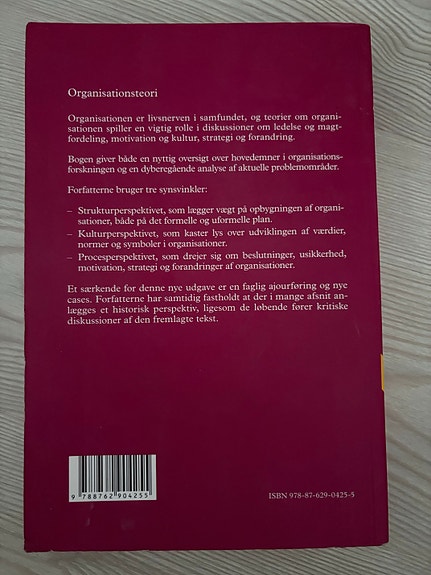 Organisationsteori
Organisationen er livsnerven i samfundet, og teorier om organi-
sationen spiller en vigtig rolle i diskussioner om ledelse og magt-
fordeling, motivation og kultur, strategi og forandring.
Bogen giver både en nyttig oversigt over hovedemner i organisations-
forskningen og en dyberegående analyse af aktuelle problemområder.
Forfatterne bruger tre synsvinkler:
– Strukturperspektivet, som lægger vægt på opbygningen af organi-
sationer, både på det formelle og uformelle plan.
– Kulturperspektivet, som kaster lys over udviklingen af værdier,
normer og symboler i organisationer.
– Procesperspektivet, som drejer sig om beslutninger, usikkerhed,
motivation, strategi og forandringer af organisationer.
Et særkende for denne nye udgave er en faglig ajourføring og nye
cases. Forfatterne har samtidig fastholdt at der i mange afsnit an-
lægges et historisk perspektiv, ligesom de løbende fører kritiske
diskussioner af den fremlagte tekst.
9 788762 904255
ISBN 978-87-629-0425-5